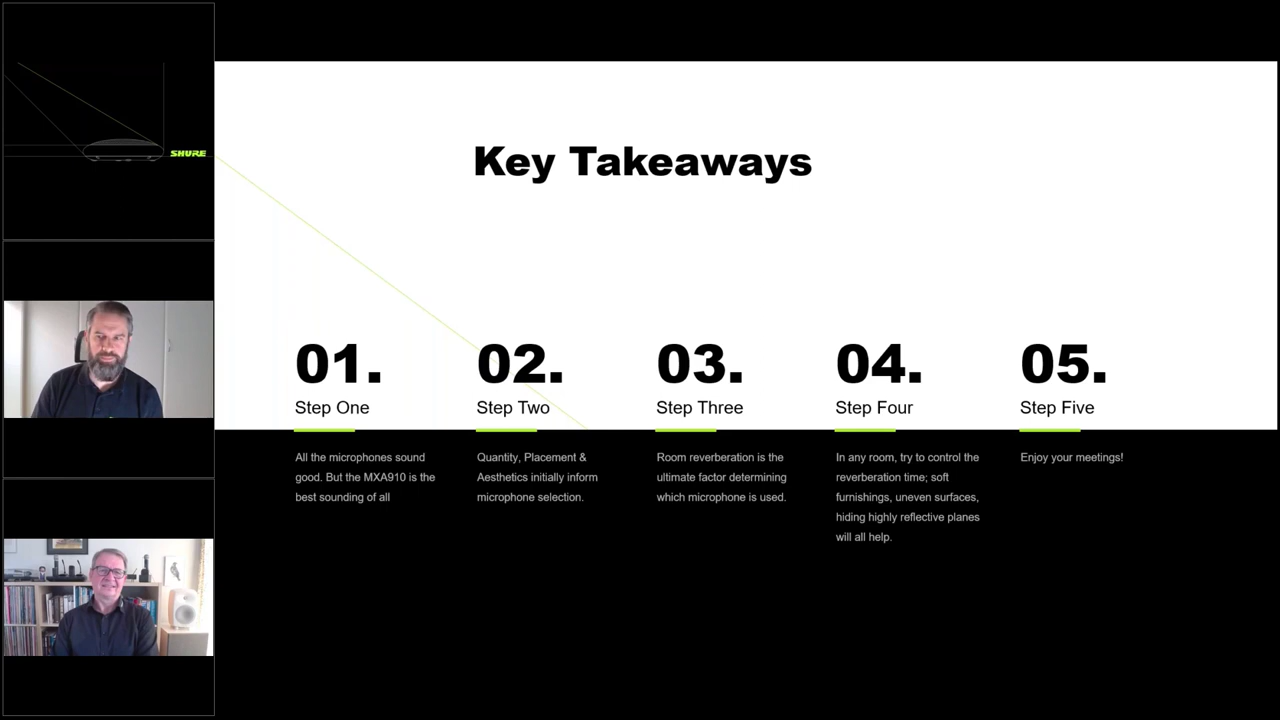 SHURE
Key Takeaways
01.
Step One
All the microphones sound
good. But the MXA910 is the
best sounding of all
02.
Step Two
Quantity, Placement &
Aesthetics initially inform
microphone selection.
03.
Step Three
Room reverberation is the
ultimate factor determining
which microphone is used.
04.
Step Four
In any room, try to control the
reverberation time; soft
furnishings, uneven surfaces,
hiding highly reflective planes
will all help.
05.
Step Five
Enjoy your meetings!